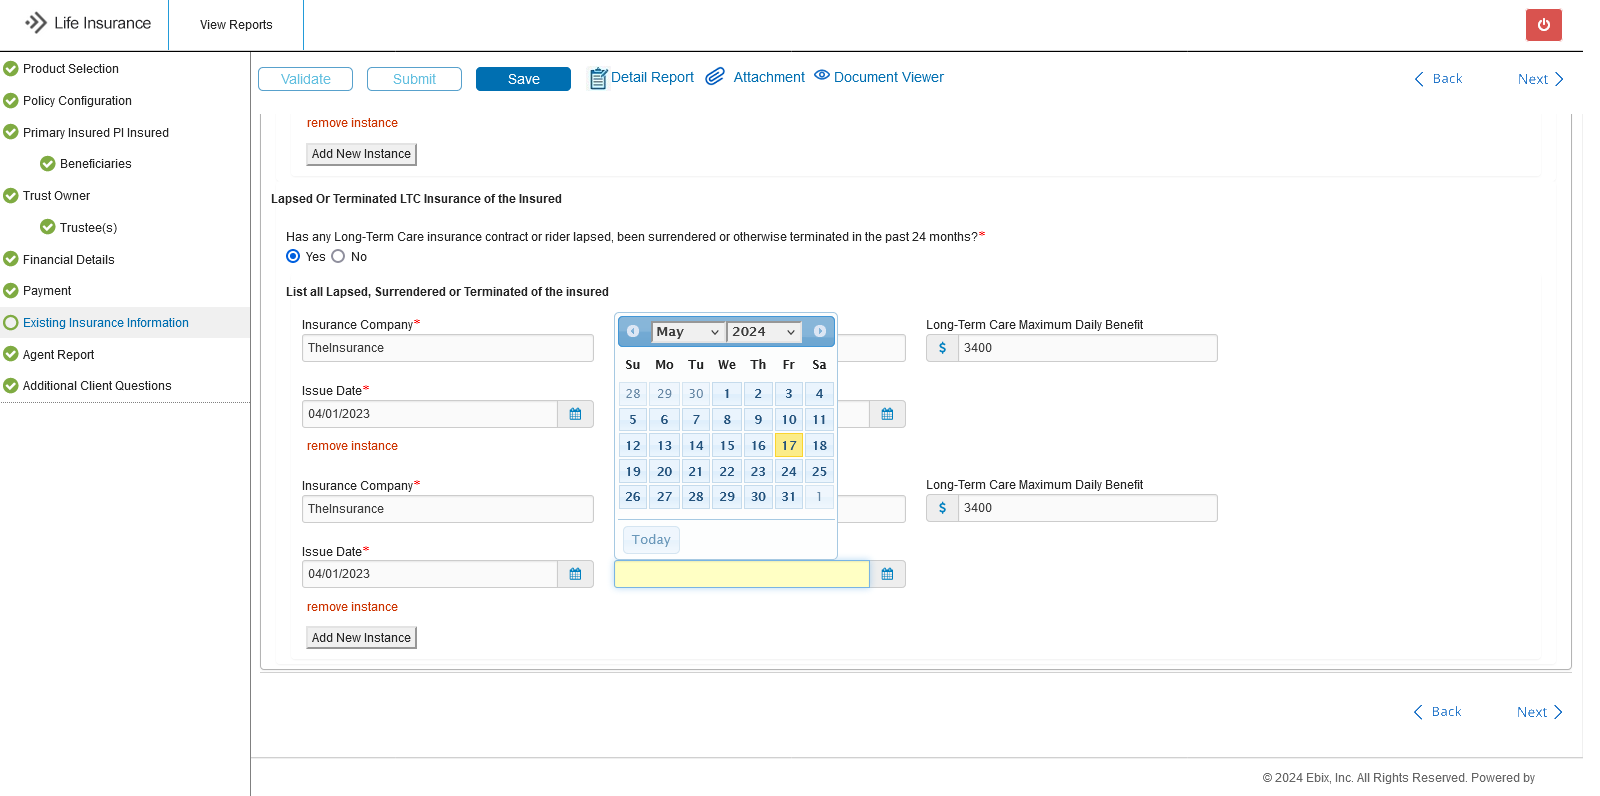 Life Insurance
View Reports
Product Selection
Policy Configuration
Primary Insured PI Insured
Beneficiaries
Trust Owner
Trustee(s)
Financial Details
Payment
Existing Insurance Information
Agent Report
Additional Client Questions
Validate Submit Save Detail Report Attachment Document Viewer Back Next
remove instance
Add New Instance
Lapsed Or Terminated LTC Insurance of the Insured
Has any Long-Term Care insurance contract or rider lapsed, been surrendered or otherwise terminated in the past 24 months?*
Yes No
List all Lapsed, Surrendered or Terminated of the insured
Insurance Company*
TheInsurance
Long-Term Care Maximum Daily Benefit
$ 3400
Issue Date*
04/01/2023
remove instance
Insurance Company*
TheInsurance
Long-Term Care Maximum Daily Benefit
$ 3400
Issue Date*
04/01/2023
remove instance
Add New Instance
May 2024
Su Mo Tu We Th Fr Sa
28 29 30 1 2 3 4
5 6 7 8 9 10 11
12 13 14 15 16 17 18
19 20 21 22 23 24 25
26 27 28 29 30 31 1
Today
Back Next
© 2024 Ebix, Inc. All Rights Reserved. Powered by